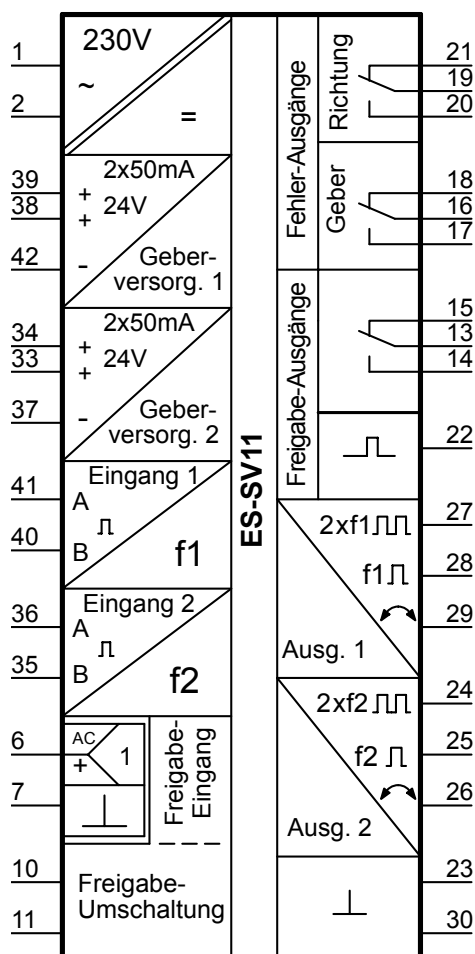 1
2
39
38
42
34
33
37
41
40
36
35
6
7
10
11
230V
~
=
2x50mA
+
+ 24V
-
Geber-
versorg. 1
2x50mA
+
+ 24V
-
Geber-
versorg. 2
Eingang 1
A
B
f1
Eingang 2
A
B
f2
AC
+
1
Freigabe-
Eingang
Freigabe-
Umschaltung
ES-SV11
Fehler-Ausgänge
Richtung
Geber
Freigabe-Ausgänge
2xf1
f1
Ausg. 1
2xf2
f2
Ausg. 2
21
19
20
18
16
17
15
13
14
22
27
28
29
24
25
26
23
30